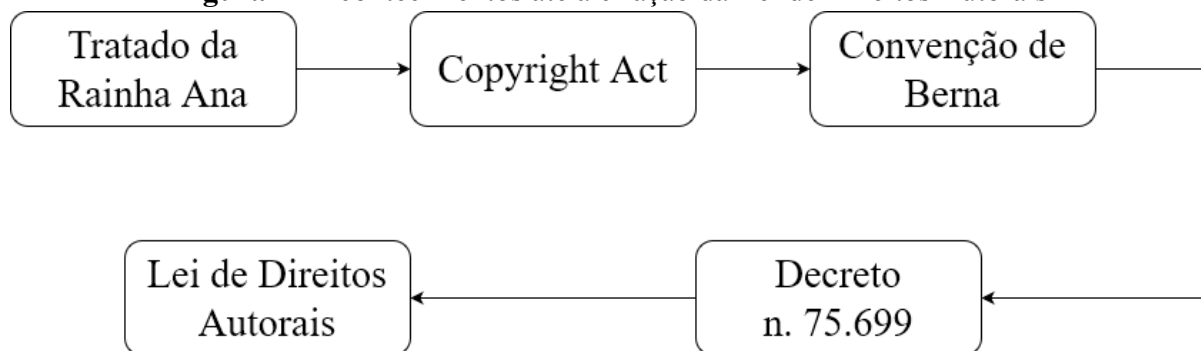 Tratado da
Rainha Ana
Copyright Act
Convenção de
Berna
Decreto
n. 75.699
Lei de Direitos
Autorais